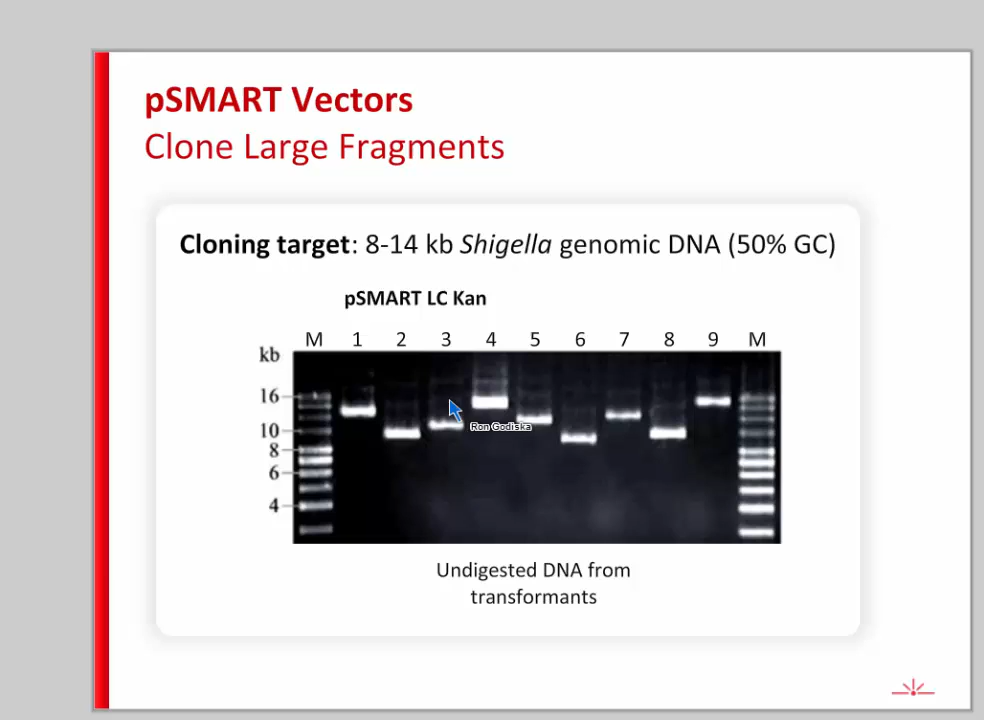 pSMART Vectors
Clone Large Fragments
Cloning target: 8-14 kb Shigella genomic DNA (50% GC)
pSMART LC Kan
M 1 2 3 4 5 6 7 8 9 M
kb
16
10
8
6
4
Ron Godiska
Undigested DNA from
transformants